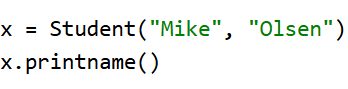 x = Student("Mike", "Olsen")
x.printname()